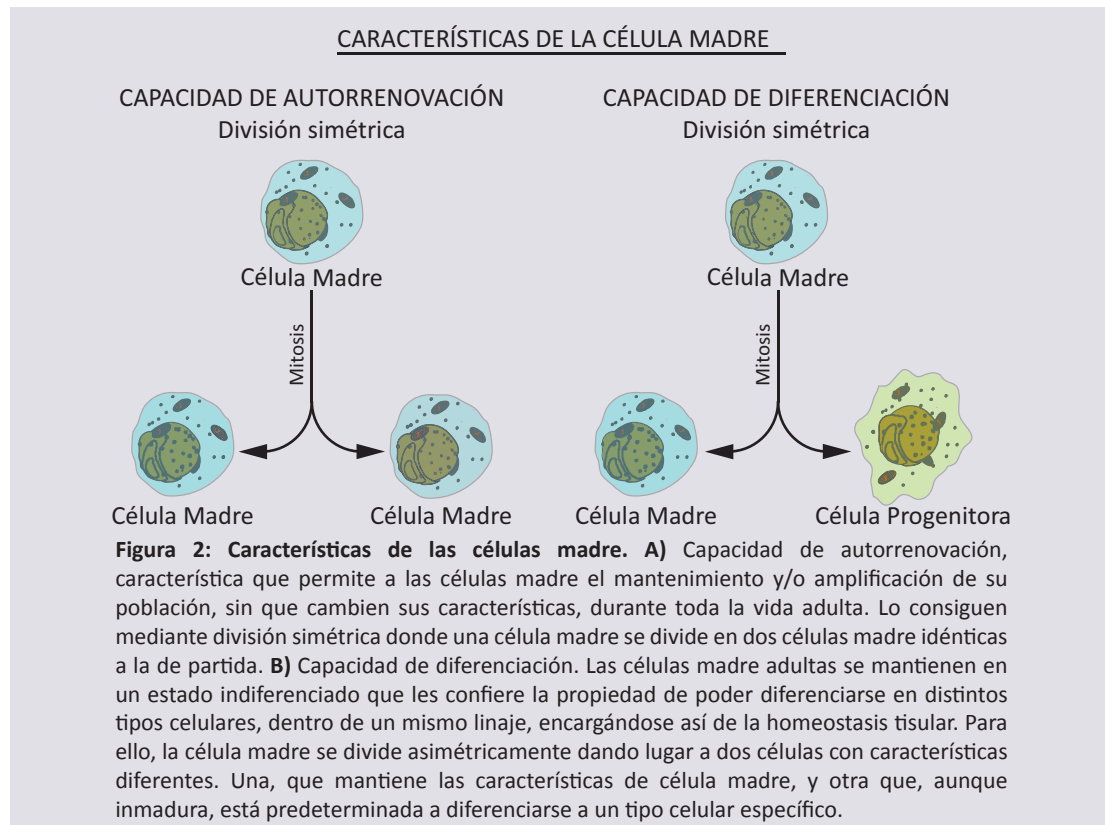 CARACTERÍSTICAS DE LA CÉLULA MADRE
CAPACIDAD DE AUTORRENOVACIÓN
División simétrica
Célula Madre
Mitosis
Célula Madre
Célula Madre
CAPACIDAD DE DIFERENCIACIÓN
División simétrica
Célula Madre
Mitosis
Célula Madre
Célula Progenitora
Figura 2: Características de las células madre. A) Capacidad de autorrenovación,
característica que permite a las células madre el mantenimiento y/o amplificación de su
población, sin que cambien sus características, durante toda la vida adulta. Lo consiguen
mediante división simétrica donde una célula madre se divide en dos células madre idénticas
a la de partida. B) Capacidad de diferenciación. Las células madre adultas se mantienen en
un estado indiferenciado que les confiere la propiedad de poder diferenciarse en distintos
tipos celulares, dentro de un mismo linaje, encargándose así de la homeostasis tisular. Para
ello, la célula madre se divide asimétricamente dando lugar a dos células con características
diferentes. Una, que mantiene las características de célula madre, y otra que, aunque
inmadura, está predeterminada a diferenciarse a un tipo celular específico.